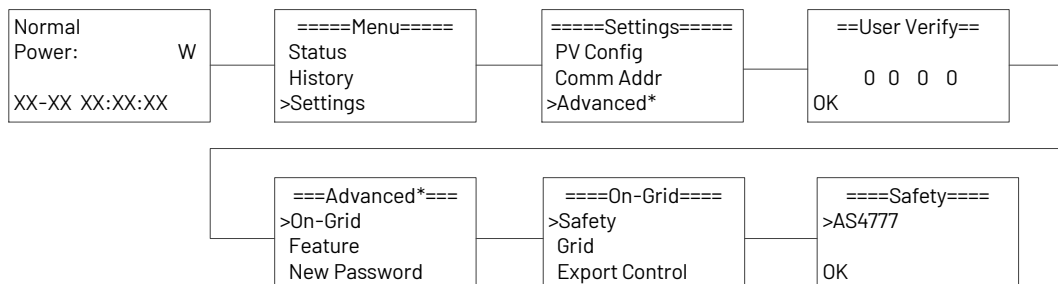 Normal
Power: W
XX-XX XX:XX:XX
=====Menu=====
Status
History
>Settings
=====Settings=====
PV Config
Comm Addr
>Advanced*
==User Verify==
0 0 0 0
OK
===Advanced*===
>On-Grid
Feature
New Password
====On-Grid====
>Safety
Grid
Export Control
====Safety====
>AS4777
OK